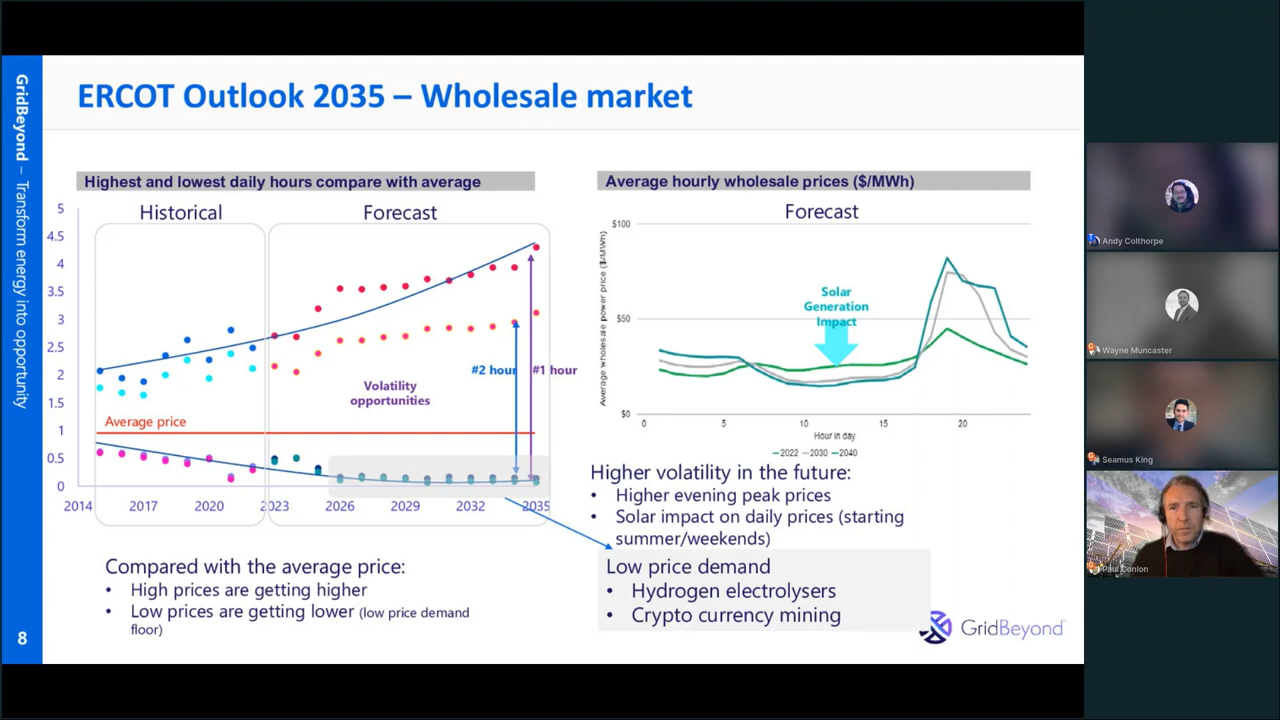 GridBeyond – Transform energy into opportunity
8
ERCOT Outlook 2035 – Wholesale market
Highest and lowest daily hours compare with average
Historical
Forecast
5
4.5
4
3.5
3
2.5
2
1.5
1
0.5
0
2014
2017
2020
2023
2026
2029
2032
2035
Average price
Volatility
opportunities
#2 hour
#1 hour
Compared with the average price:
• High prices are getting higher
• Low prices are getting lower (low price demand
floor)
Average hourly wholesale prices ($/MWh)
Forecast
Average wholesale power price ($/MWh)
$100
$50
$0
0
5
10
15
20
Hour in day
2022 2030 2040
Solar
Generation
Impact
Higher volatility in the future:
• Higher evening peak prices
• Solar impact on daily prices (starting
summer/weekends)
Low price demand
• Hydrogen electrolysers
• Crypto currency mining
GridBeyond
Andy Colthorpe
Wayne Muncaster
Seamus King
Paul Conlon